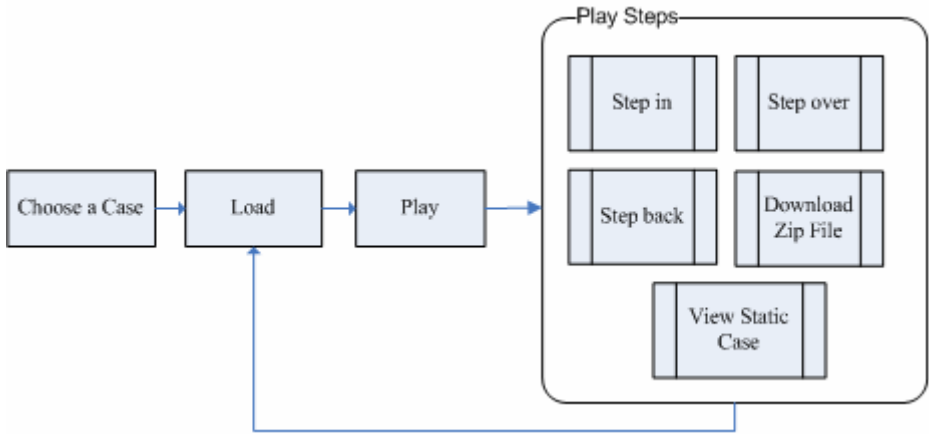 Play Steps
Step in
Step over
Choose a Case
Load
Play
Step back
Download
Zip File
View Static
Case